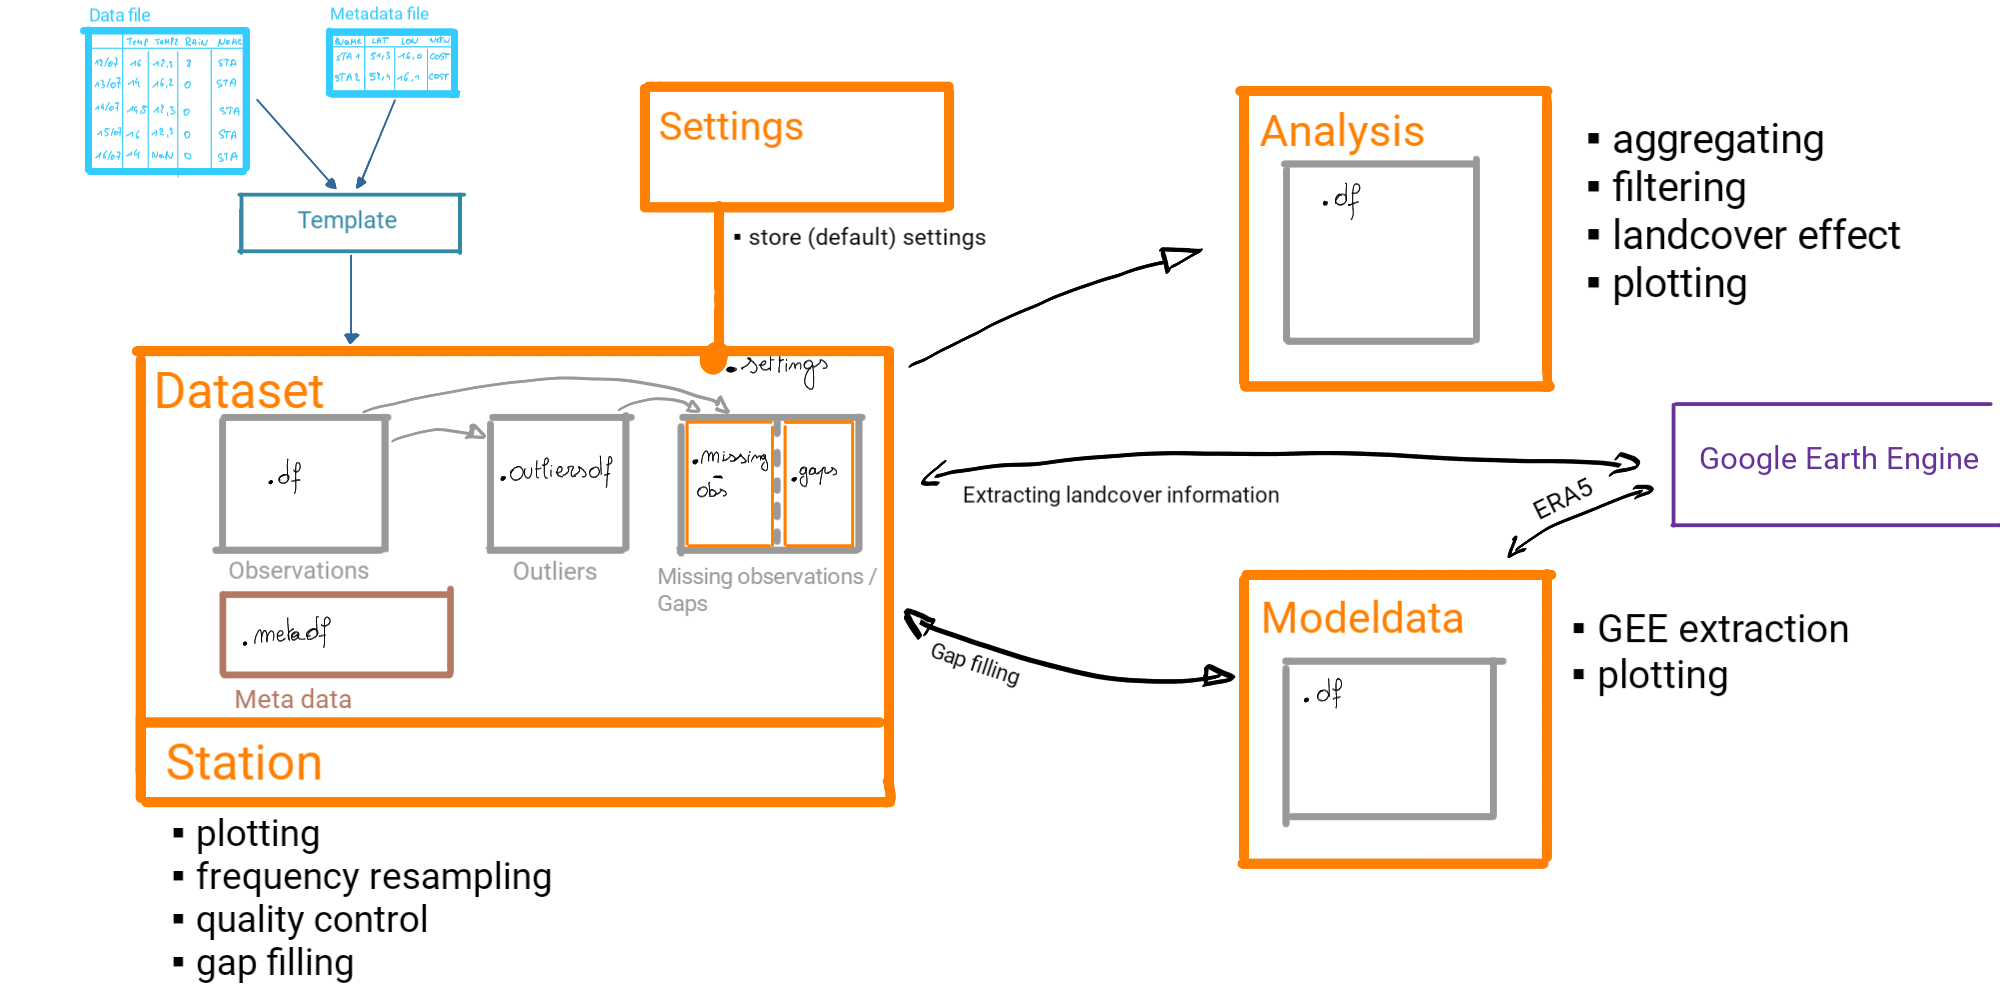 Data file
TEMP TEMP2 RAIN NAME
12/07 16 12,1 8 STA
13/07 14 16,2 0 STA
14/07 14,5 12,3 0 STA
15/07 16 12,3 0 STA
16/07 14 NaN 0 STA
Metadata file
NAME LAT LON NETW
STA 1 51,3 16,0 COST
STA 2 52,4 16,1 COST
Template
Settings
▪ store (default) settings
Dataset
.settings
.df
Observations
.outliersdf
Outliers
.missing
- obs
.gaps
Missing observations /
Gaps
.metadf
Meta data
Station
▪ plotting
▪ frequency resampling
▪ quality control
▪ gap filling
Analysis
.df
▪ aggregating
▪ filtering
▪ landcover effect
▪ plotting
Extracting landcover information
Google Earth Engine
ERA5
Gap filling
Modeldata
.df
▪ GEE extraction
▪ plotting